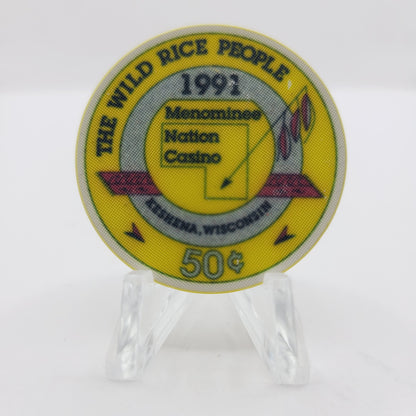 THE WILD RICE PEOPLE
1991
Menominee
Nation
Casino
KESHENA, WISCONSIN
50¢